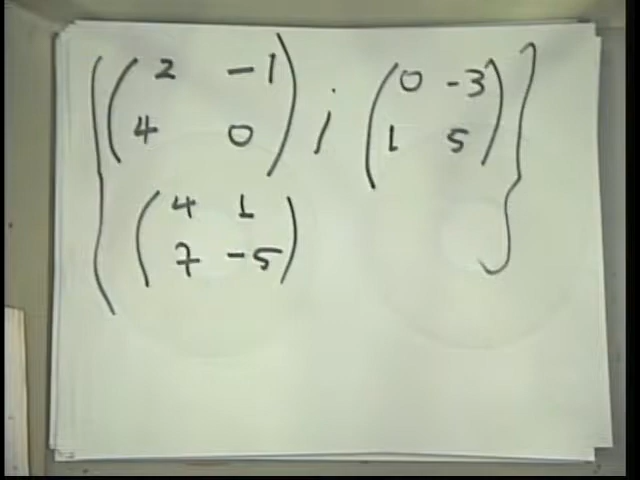 {( 2 -1 ) ; ( 0 -3 )}
( 4 0 ) ( 1 5 )
( 4 1 )
( 7 -5 )